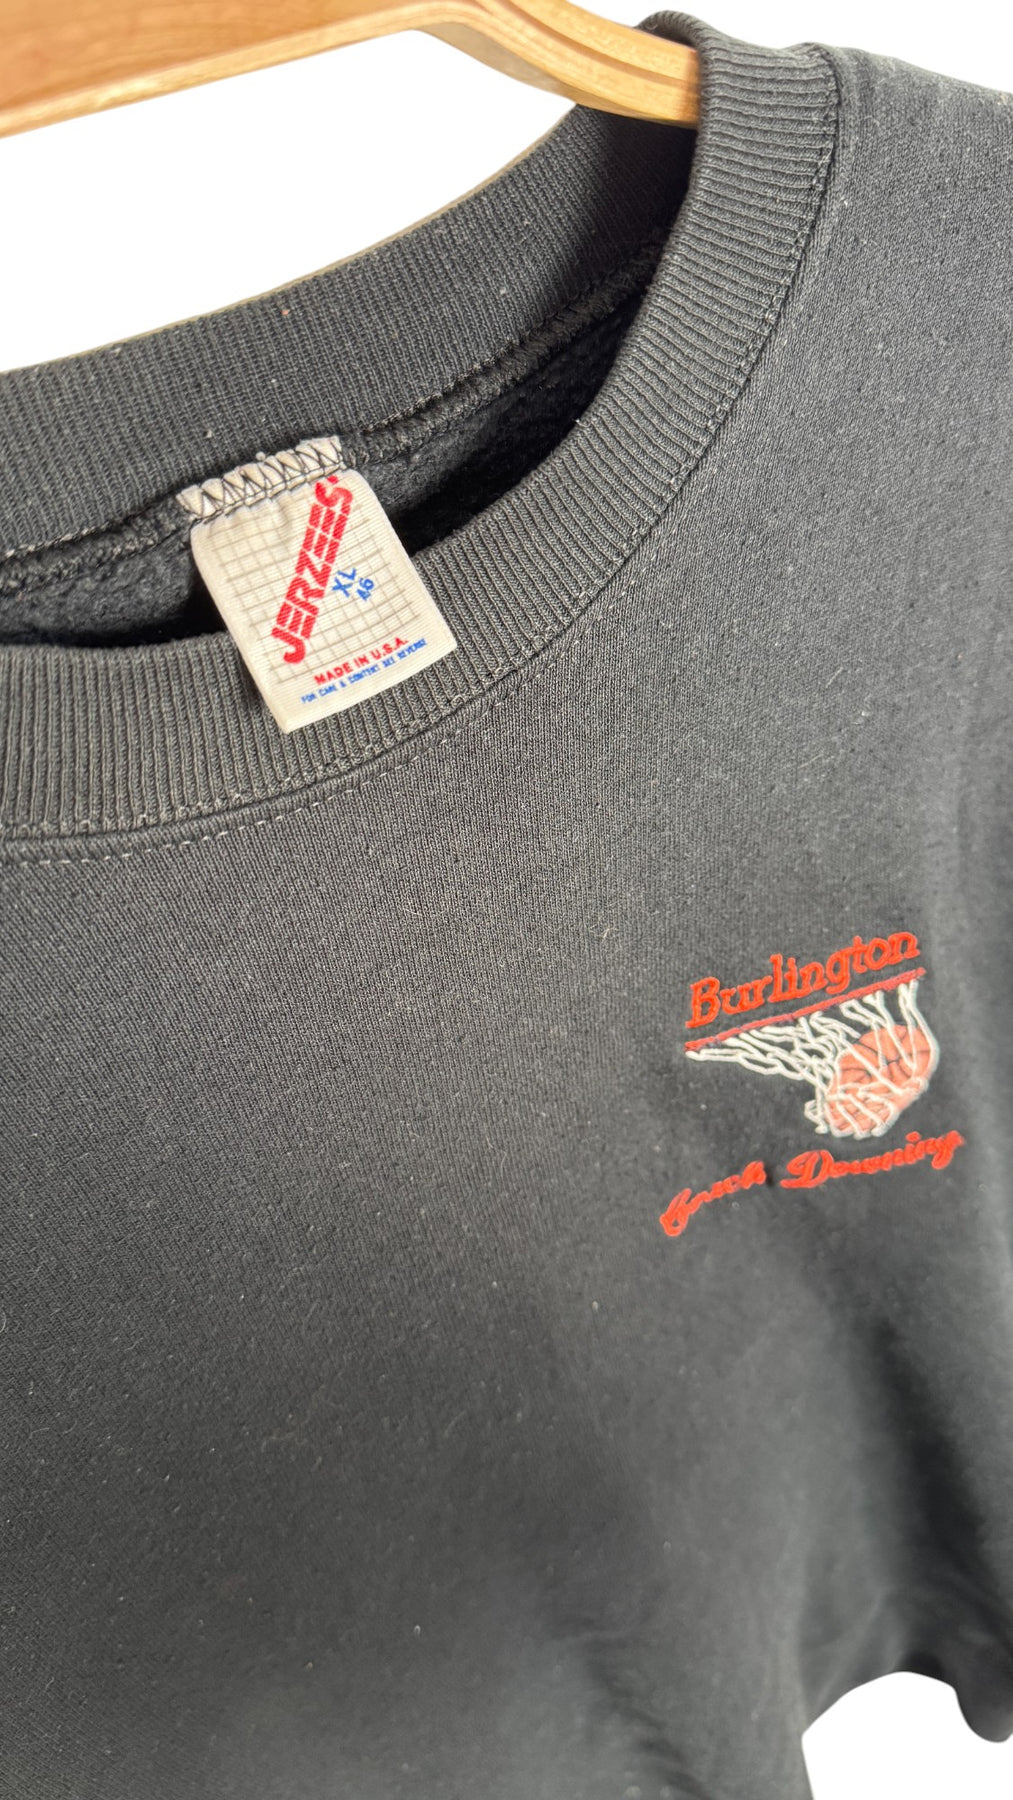 JERZEES
XL
46
MADE IN U.S.A.
FOR CARE & CONTENT SEE REVERSE
Burlington
Coach Downing